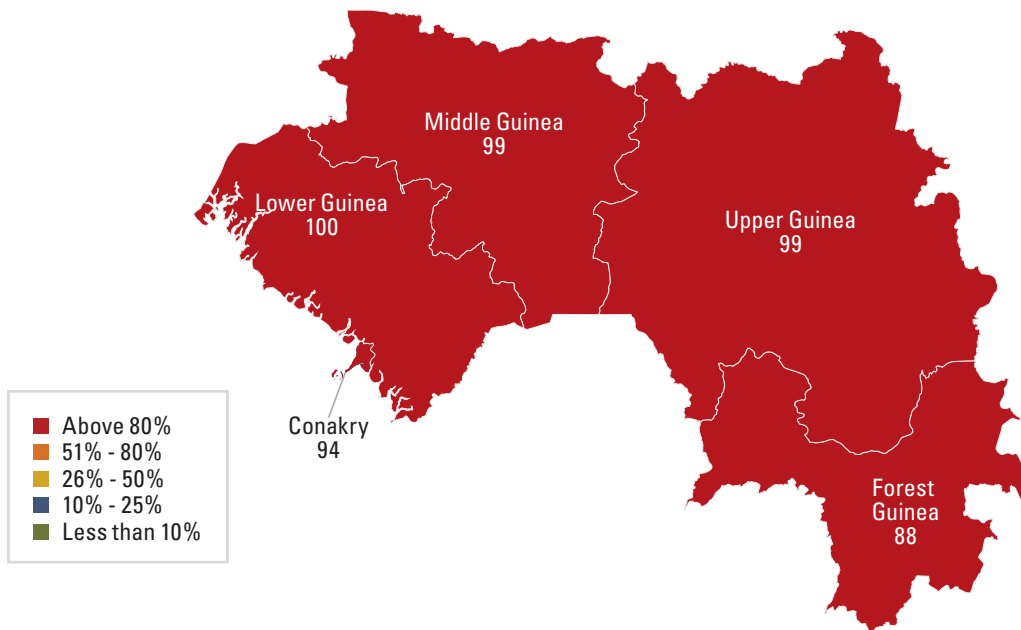 Middle Guinea
99
Lower Guinea
100
Upper Guinea
99
Conakry
94
Forest
Guinea
88
Above 80%
51% - 80%
26% - 50%
10% - 25%
Less than 10%